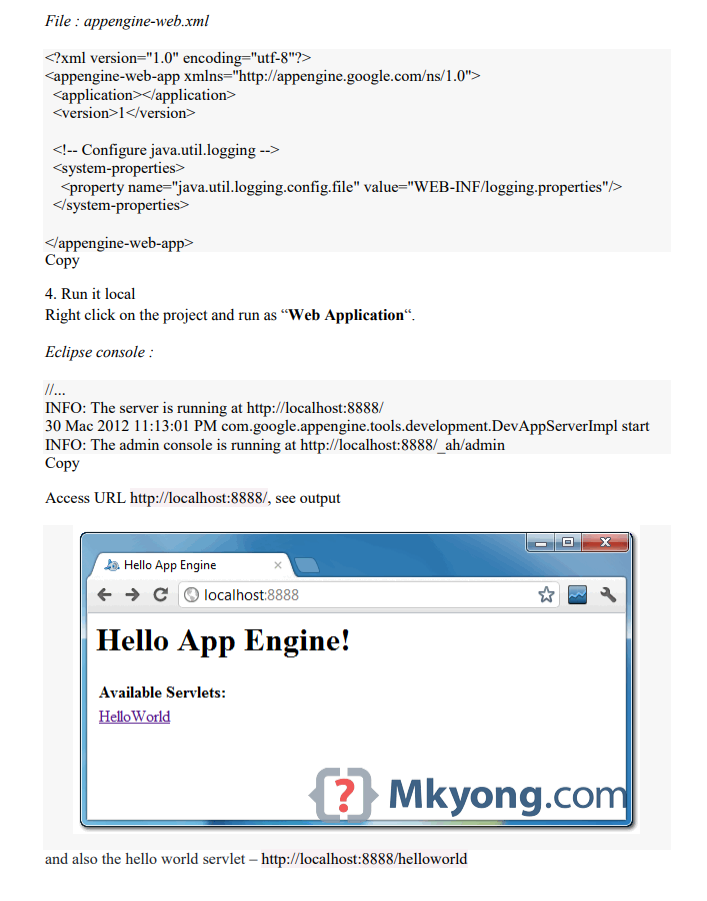 File : appengine-web.xml
<?xml version="1.0" encoding="utf-8"?>
<appengine-web-app xmlns="http://appengine.google.com/ns/1.0">
<application></application>
<version>1</version>
<!-- Configure java.util.logging -->
<system-properties>
<property name="java.util.logging.config.file" value="WEB-INF/logging.properties"/>
</system-properties>
</appengine-web-app>
Copy
4. Run it local
Right click on the project and run as “Web Application“.
Eclipse console :
//...
INFO: The server is running at http://localhost:8888/
30 Mac 2012 11:13:01 PM com.google.appengine.tools.development.DevAppServerImpl start
INFO: The admin console is running at http://localhost:8888/_ah/admin
Copy
Access URL http://localhost:8888/, see output
Hello App Engine
localhost:8888
Hello App Engine!
Available Servlets:
HelloWorld
Mkyong.com
and also the hello world servlet – http://localhost:8888/helloworld